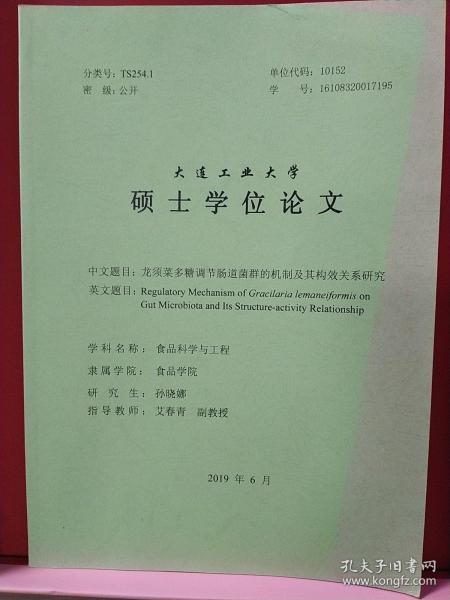 分类号: TS254.1
单位代码: 10152
密 级: 公开
学 号: 16108320017195
大连工业大学
硕士学位论文
中文题目: 龙须菜多糖调节肠道菌群的机制及其构效关系研究
英文题目: Regulatory Mechanism of Gracilaria lemaneiformis on
Gut Microbiota and Its Structure-activity Relationship
学科名称: 食品科学与工程
隶属学院: 食品学院
研 究 生: 孙晓娜
指导教师: 艾春青 副教授
2019 年 6 月
孔夫子旧书网
www.kongfz.com